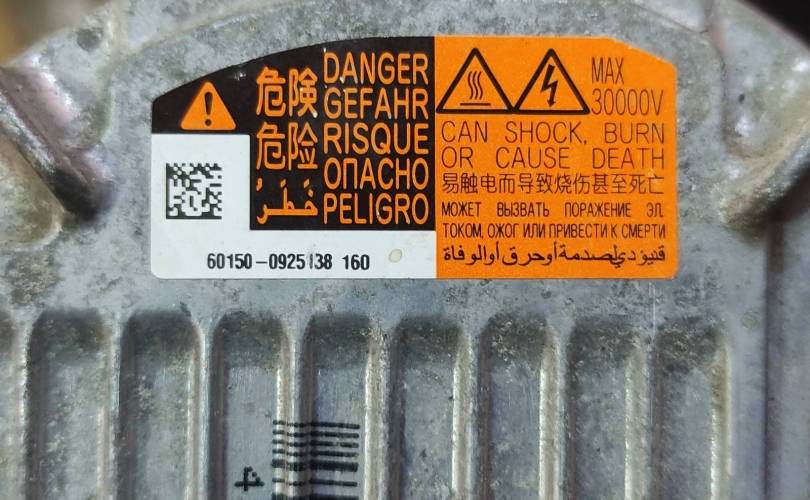 危険
危险
خَطَرْ
DANGER
GEFAHR
RISQUE
ОПАСНО
PELIGRO
MAX
30000V
CAN SHOCK, BURN
OR CAUSE DEATH
易触电而导致烧伤甚至死亡
МОЖЕТ ВЫЗВАТЬ ПОРАЖЕНИЕ ЭЛ.
ТОКОМ, ОЖОГ ИЛИ ПРИВЕСТИ К СМЕРТИ
لصدمة أوحرق أوالوفاة
60150-0925138 160
4